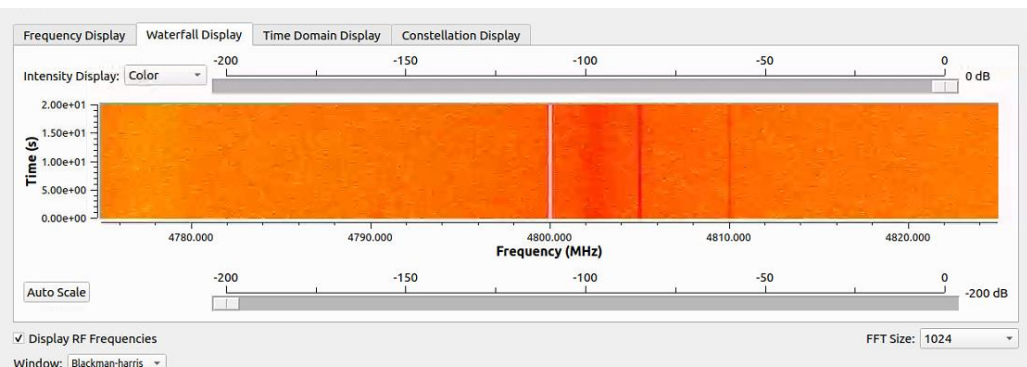 Frequency Display Waterfall Display Time Domain Display Constellation Display
-200 -150 -100 -50 0
Intensity Display: Color 0 dB
2.00e+01
1.50e+01
1.00e+01
5.00e+00
0.00e+00
Time (s)
4780.000 4790.000 4800.000 4810.000 4820.000
Frequency (MHz)
-200 -150 -100 -50 0
Auto Scale -200 dB
Display RF Frequencies FFT Size: 1024
Window: Blackman-harris